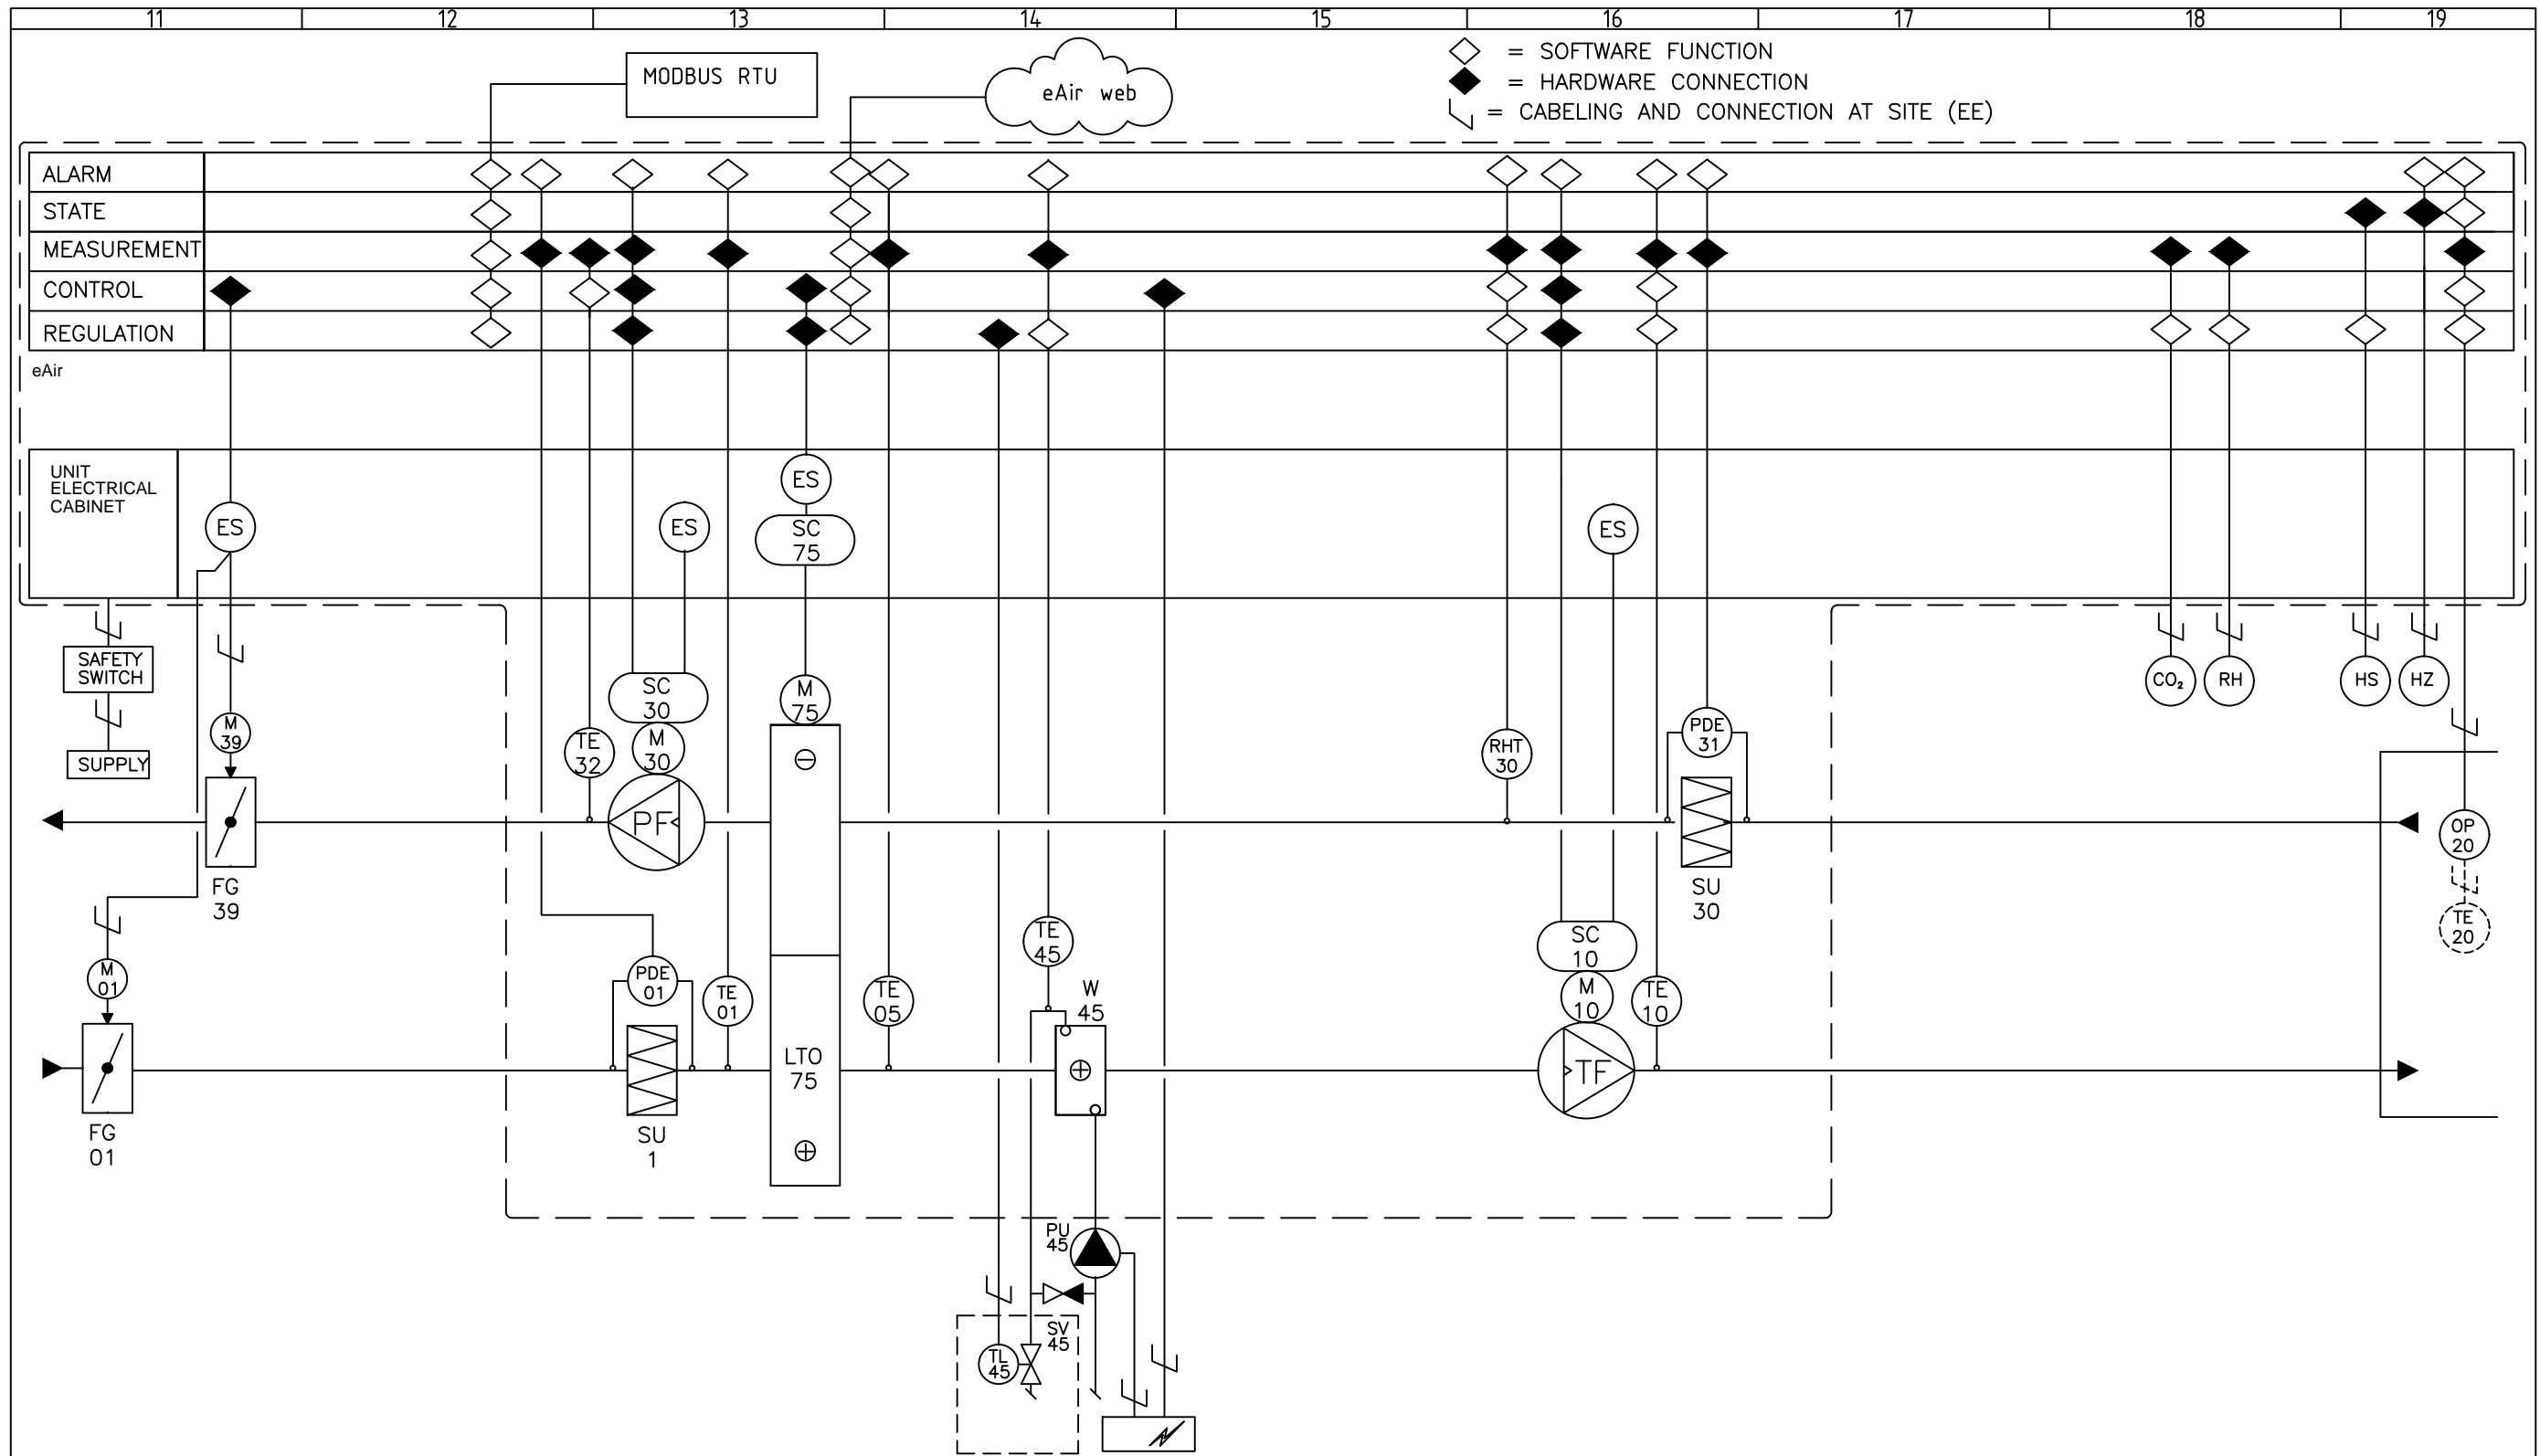 11 12 13 14 15 16 17 18 19
= SOFTWARE FUNCTION
MODBUS RTU
= HARDWARE CONNECTION
eAir web
= CABELING AND CONNECTION AT SITE (EE)
ALARM
STATE
MEASUREMENT
CONTROL
REGULATION
eAir
UNIT
ELECTRICAL
CABINET
ES
ES
ES
SC
75
ES
SAFETY
SWITCH
SUPPLY
M
39
TE
32
SC
30
M
30
M
75
RHT
30
PDE
31
CO₂
RH
HS
HZ
PF
OP
20
TE
20
FG
39
SU
30
M
01
PDE
01
TE
01
TE
05
TE
45
W
45
SC
10
M
10
TE
10
LTO
75
TF
FG
01
SU
1
PU
45
SV
45
TL
45